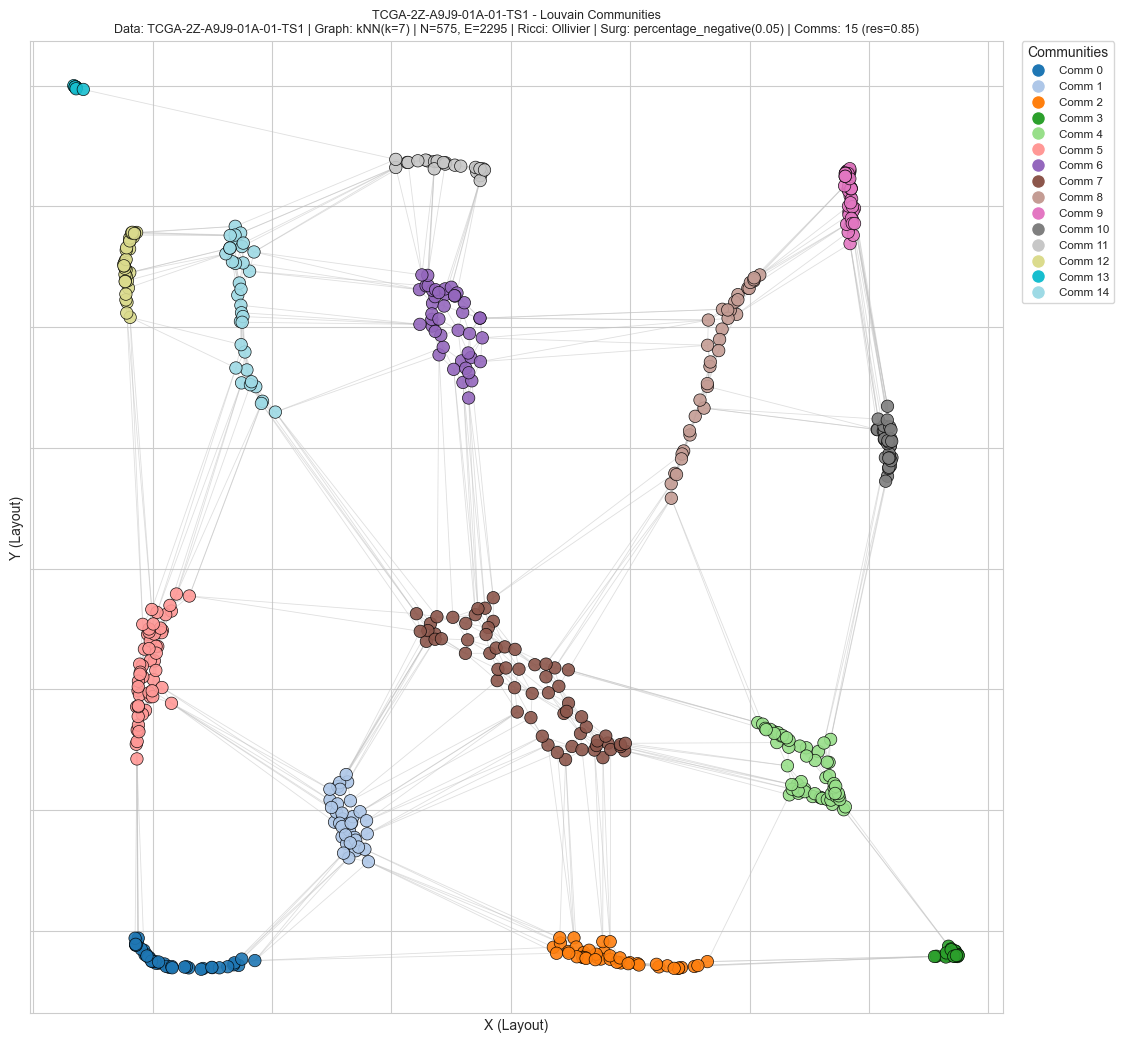 TCGA-2Z-A9J9-01A-01-TS1 - Louvain Communities
Data: TCGA-2Z-A9J9-01A-01-TS1 | Graph: kNN(k=7) | N=575, E=2295 | Ricci: Ollivier | Surg: percentage_negative(0.05) | Comms: 15 (res=0.85)
Communities
Comm 0
Comm 1
Comm 2
Comm 3
Comm 4
Comm 5
Comm 6
Comm 7
Comm 8
Comm 9
Comm 10
Comm 11
Comm 12
Comm 13
Comm 14
Y (Layout)
X (Layout)